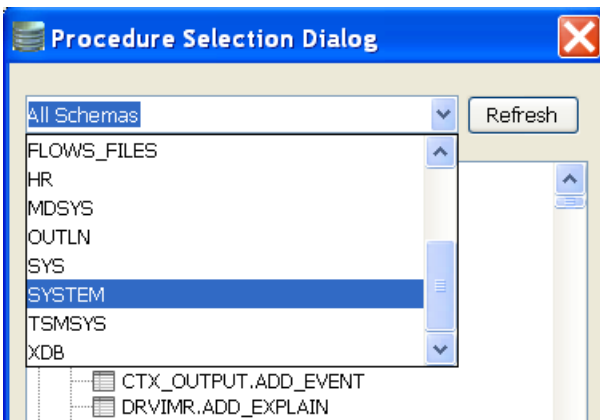 Procedure Selection Dialog
All Schemas
Refresh
FLOWS_FILES
HR
MDSYS
OUTLN
SYS
SYSTEM
TSMSYS
XDB
CTX_OUTPUT.ADD_EVENT
DRVIMR.ADD_EXPLAIN